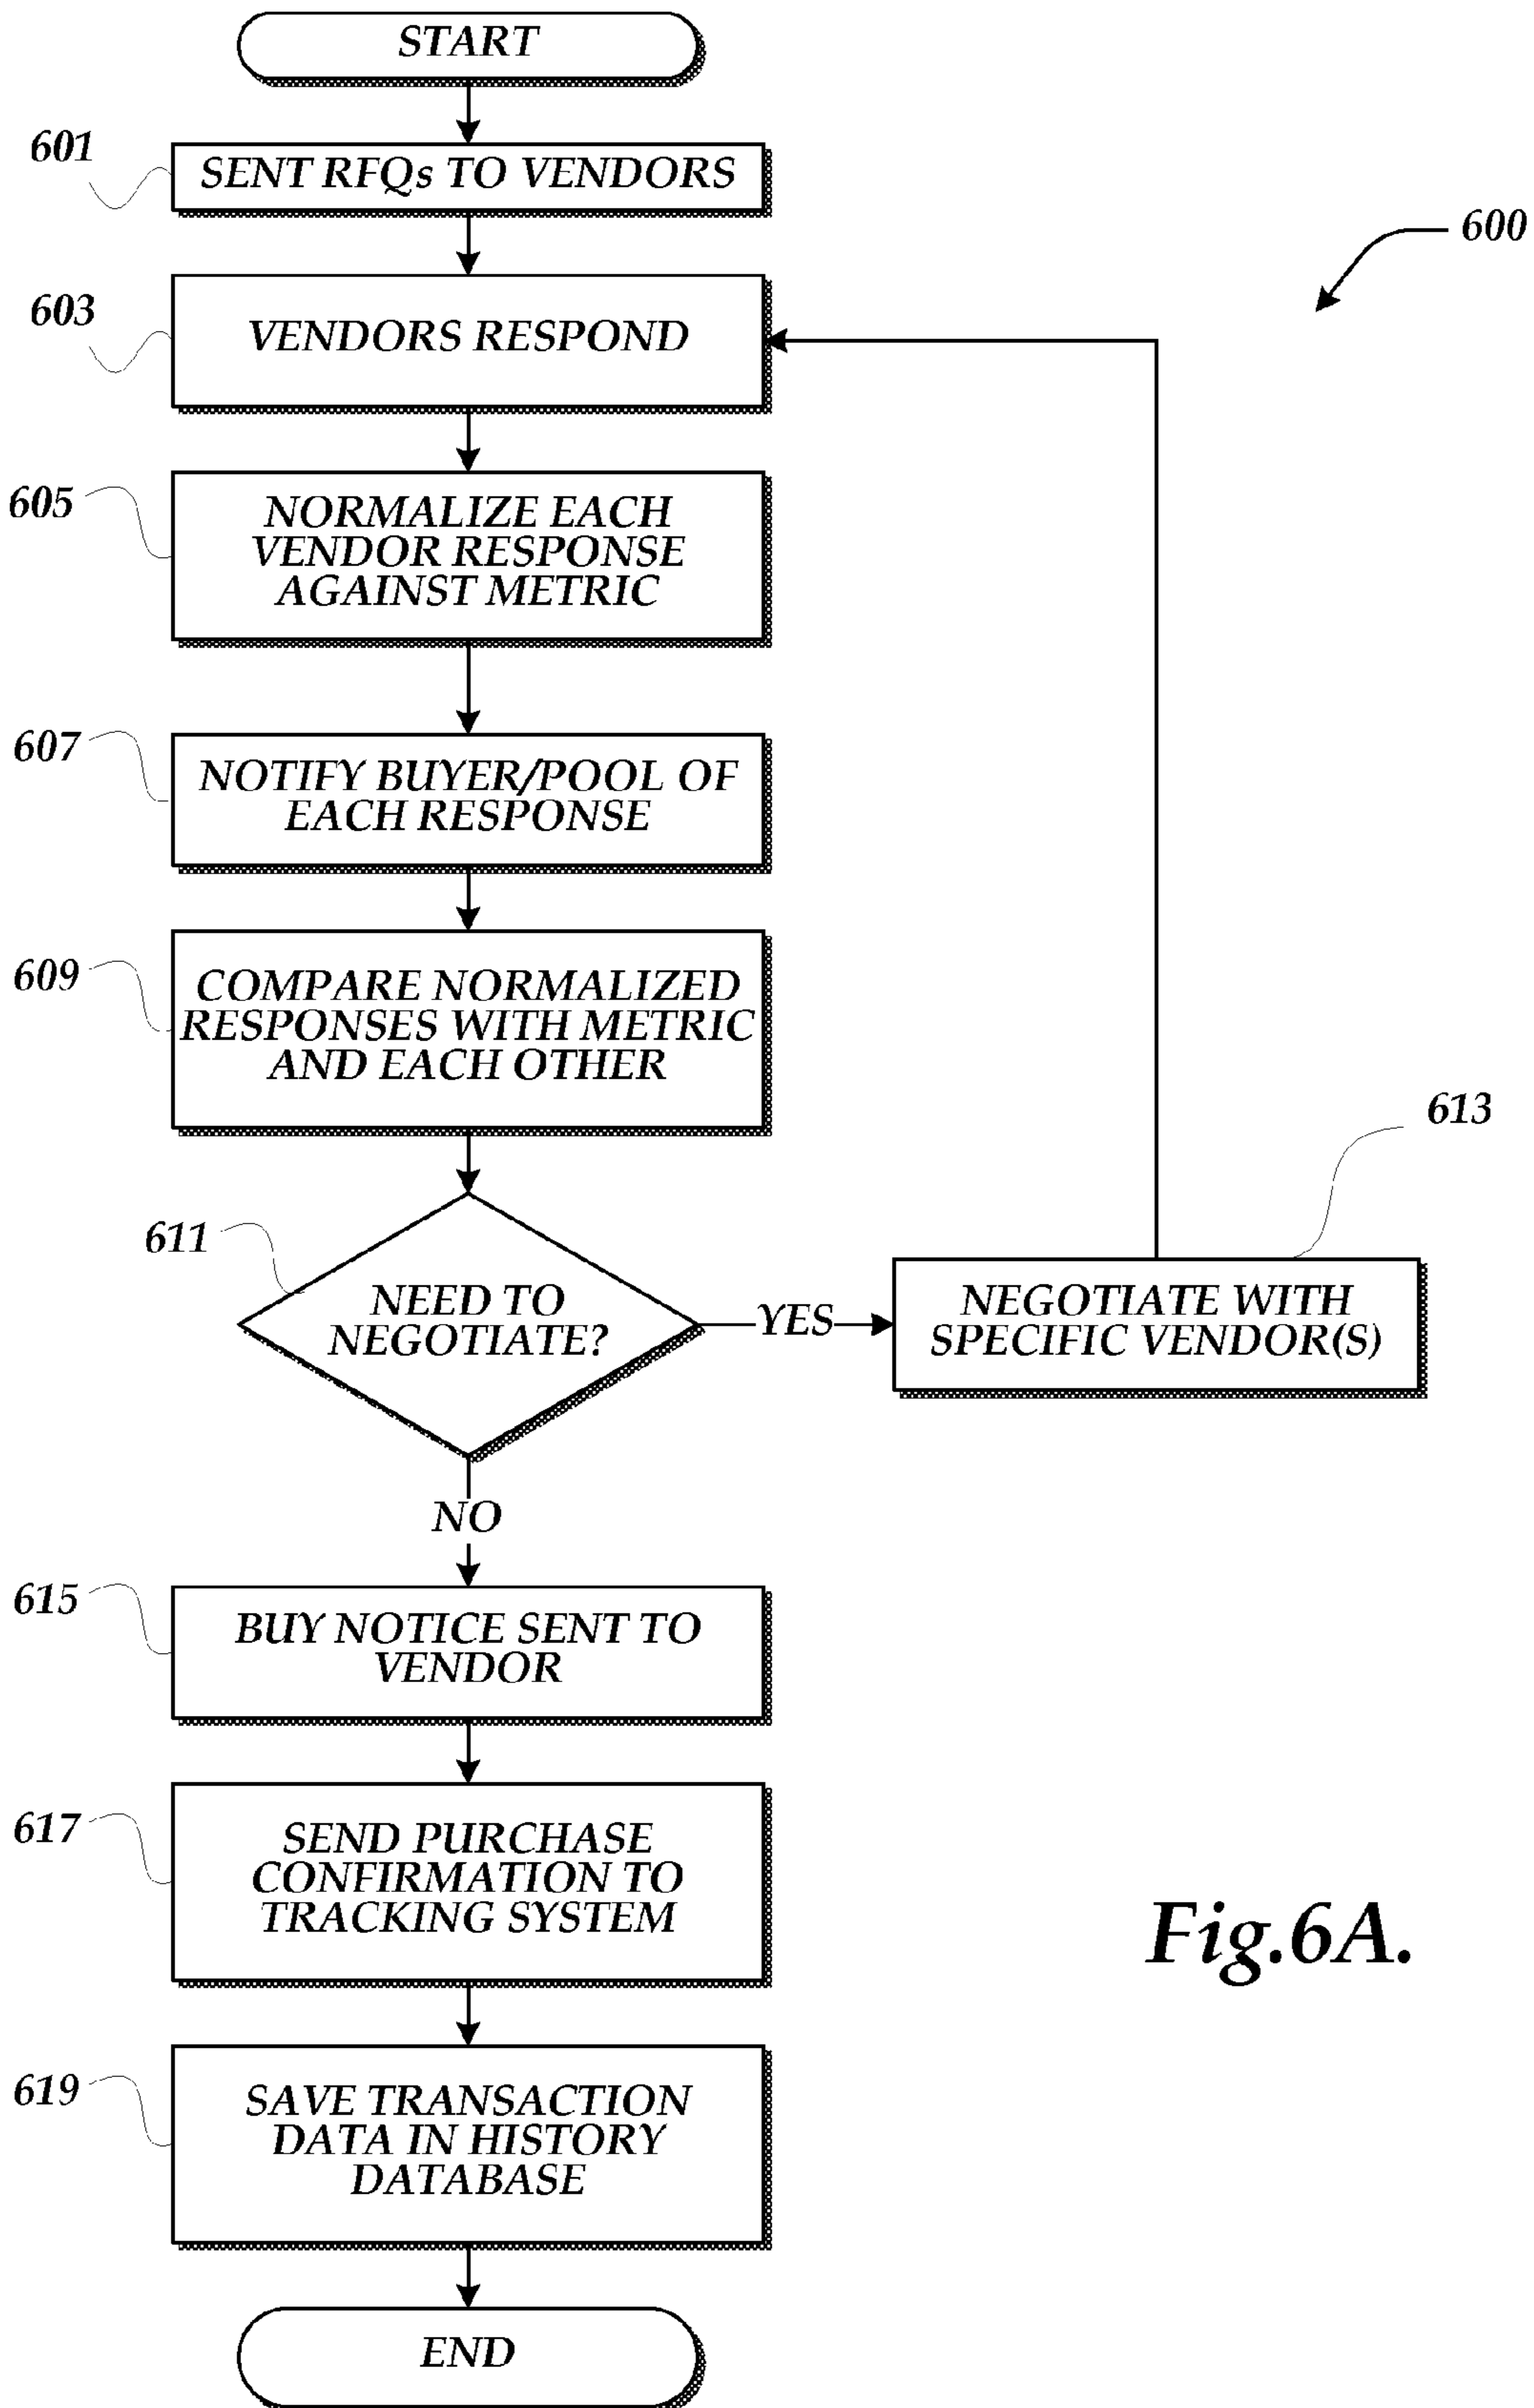 START
601
SENT RFQs TO VENDORS
600
603
VENDORS RESPOND
605
NORMALIZE EACH
VENDOR RESPONSE
AGAINST METRIC
607
NOTIFY BUYER/POOL OF
EACH RESPONSE
609
COMPARE NORMALIZED
RESPONSES WITH METRIC
AND EACH OTHER
613
611
NEED TO
NEGOTIATE?
YES
NEGOTIATE WITH
SPECIFIC VENDOR(S)
NO
615
BUY NOTICE SENT TO
VENDOR
617
SEND PURCHASE
CONFIRMATION TO
TRACKING SYSTEM
Fig.6A.
619
SAVE TRANSACTION
DATA IN HISTORY
DATABASE
END